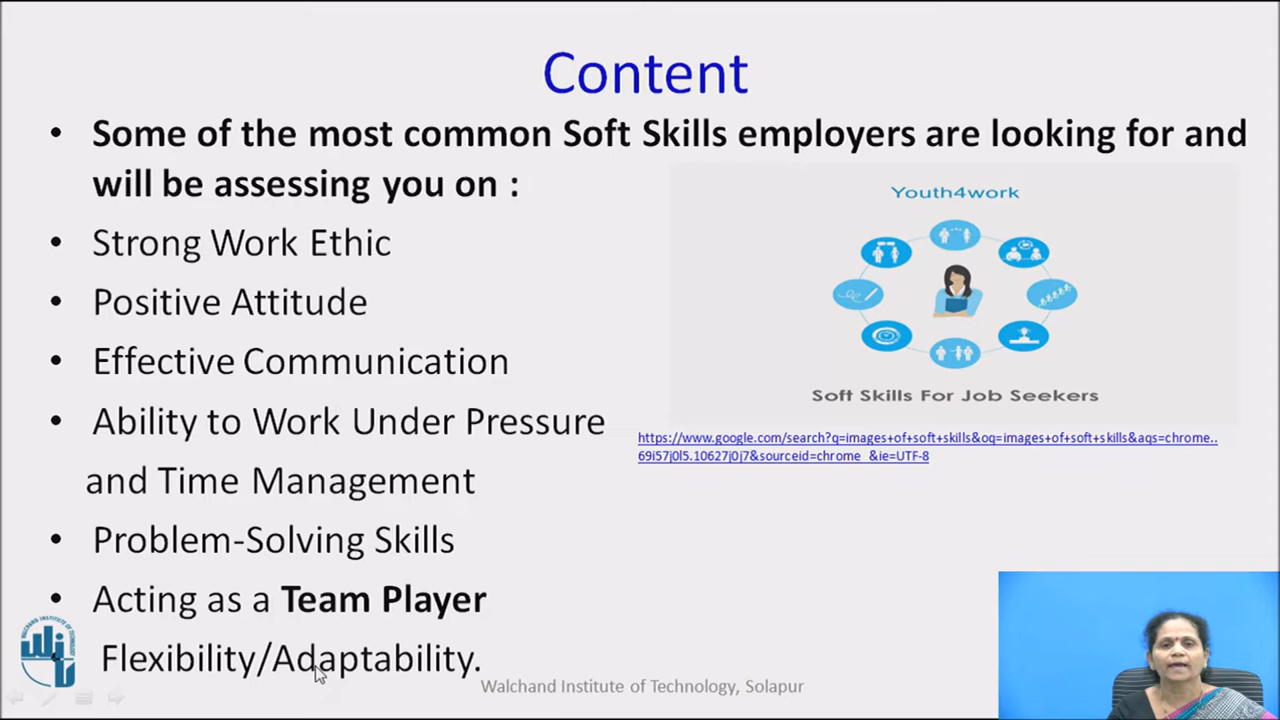 Content
• Some of the most common Soft Skills employers are looking for and
will be assessing you on :
• Strong Work Ethic
• Positive Attitude
• Effective Communication
• Ability to Work Under Pressure
and Time Management
• Problem-Solving Skills
• Acting as a Team Player
Flexibility/Adaptability.
Youth4work
Soft Skills For Job Seekers
https://www.google.com/search?q=images+of+soft+skills&oq=images+of+soft+skills&aqs=chrome..
69i57j0l5.10627j0j7&sourceid=chrome &ie=UTF-8
WALCHAND INSTITUTE OF TECHNOLOGY
Walchand Institute of Technology, Solapur